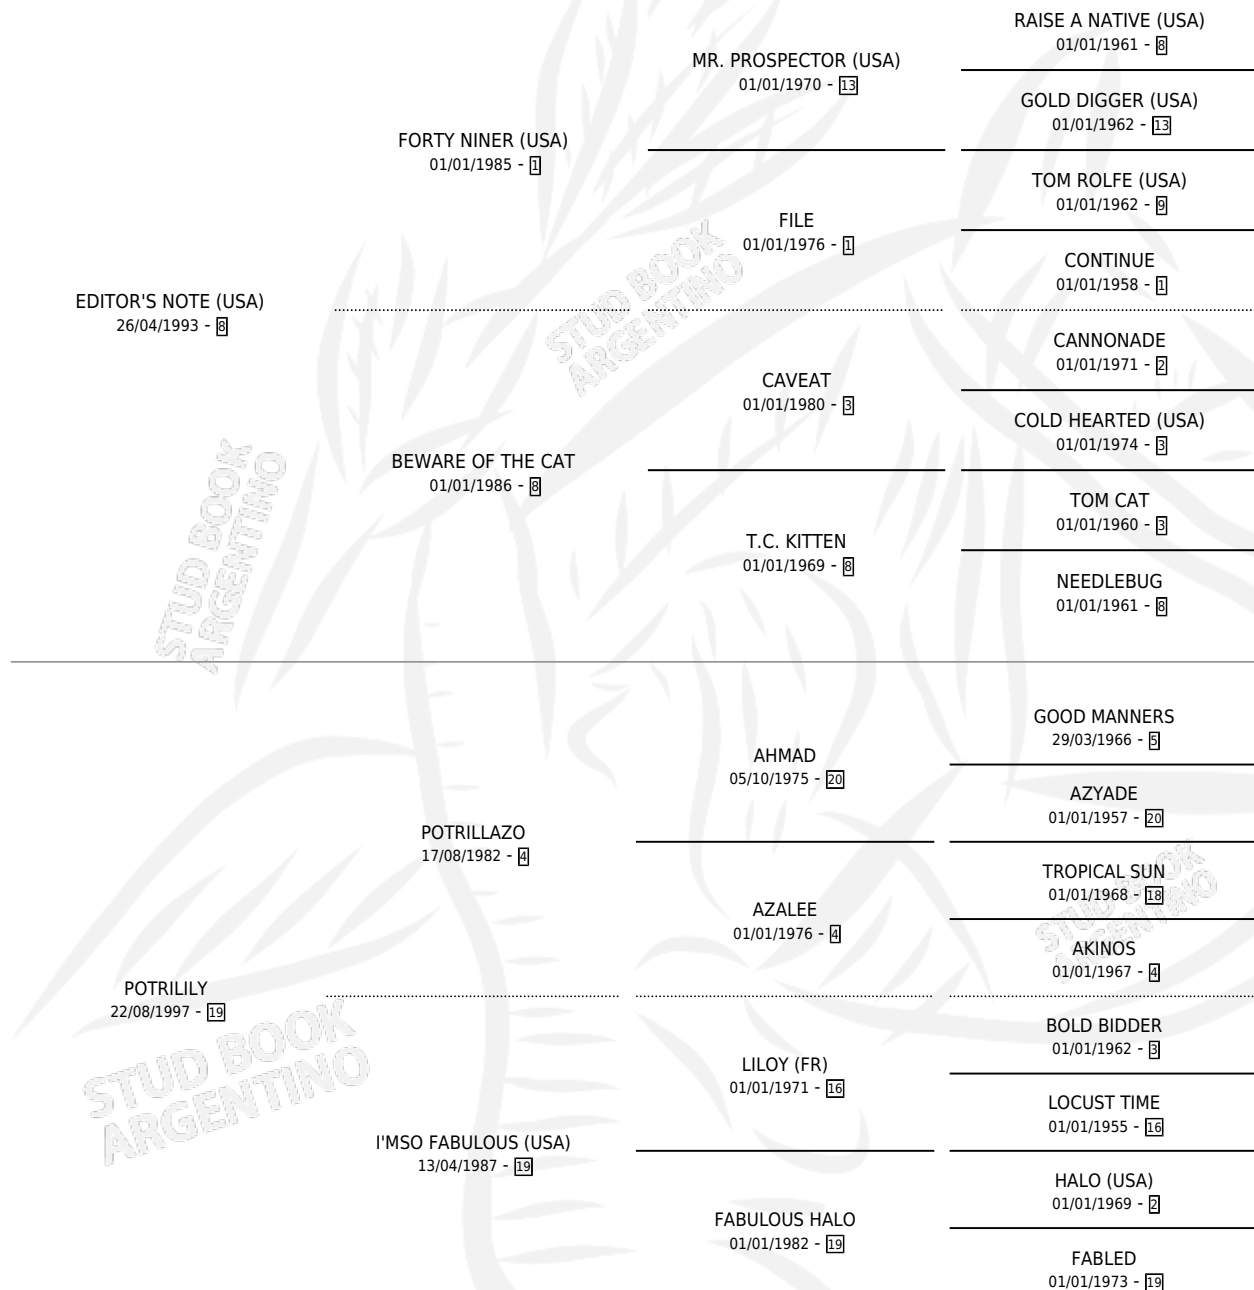 RAISE A NATIVE (USA)
01/01/1961 - 8
MR. PROSPECTOR (USA)
01/01/1970 - 13
GOLD DIGGER (USA)
01/01/1962 - 13
FORTY NINER (USA)
01/01/1985 - 1
TOM ROLFE (USA)
01/01/1962 - 9
FILE
01/01/1976 - 1
CONTINUE
01/01/1958 - 1
EDITOR'S NOTE (USA)
26/04/1993 - 8
STUD BOOK
ARGENTINO
CANNONADE
01/01/1971 - 2
CAVEAT
01/01/1980 - 3
COLD HEARTED (USA)
01/01/1974 - 3
BEWARE OF THE CAT
01/01/1986 - 8
TOM CAT
01/01/1960 - 3
T.C. KITTEN
01/01/1969 - 8
NEEDLEBUG
01/01/1961 - 8
STUD BOOK
ARGENTINO
GOOD MANNERS
29/03/1966 - 5
AHMAD
05/10/1975 - 20
AZYADE
01/01/1957 - 20
POTRILLAZO
17/08/1982 - 4
TROPICAL SUN
01/01/1968 - 18
AZALEE
01/01/1976 - 4
AKINOS
01/01/1967 - 4
STUD BOOK
ARGENTINO
POTRILILY
22/08/1997 - 19
BOLD BIDDER
01/01/1962 - 3
LILOY (FR)
01/01/1971 - 16
LOCUST TIME
01/01/1955 - 16
STUD BOOK
ARGENTINO
I'MSO FABULOUS (USA)
13/04/1987 - 19
HALO (USA)
01/01/1969 - 2
FABULOUS HALO
01/01/1982 - 19
FABLED
01/01/1973 - 19